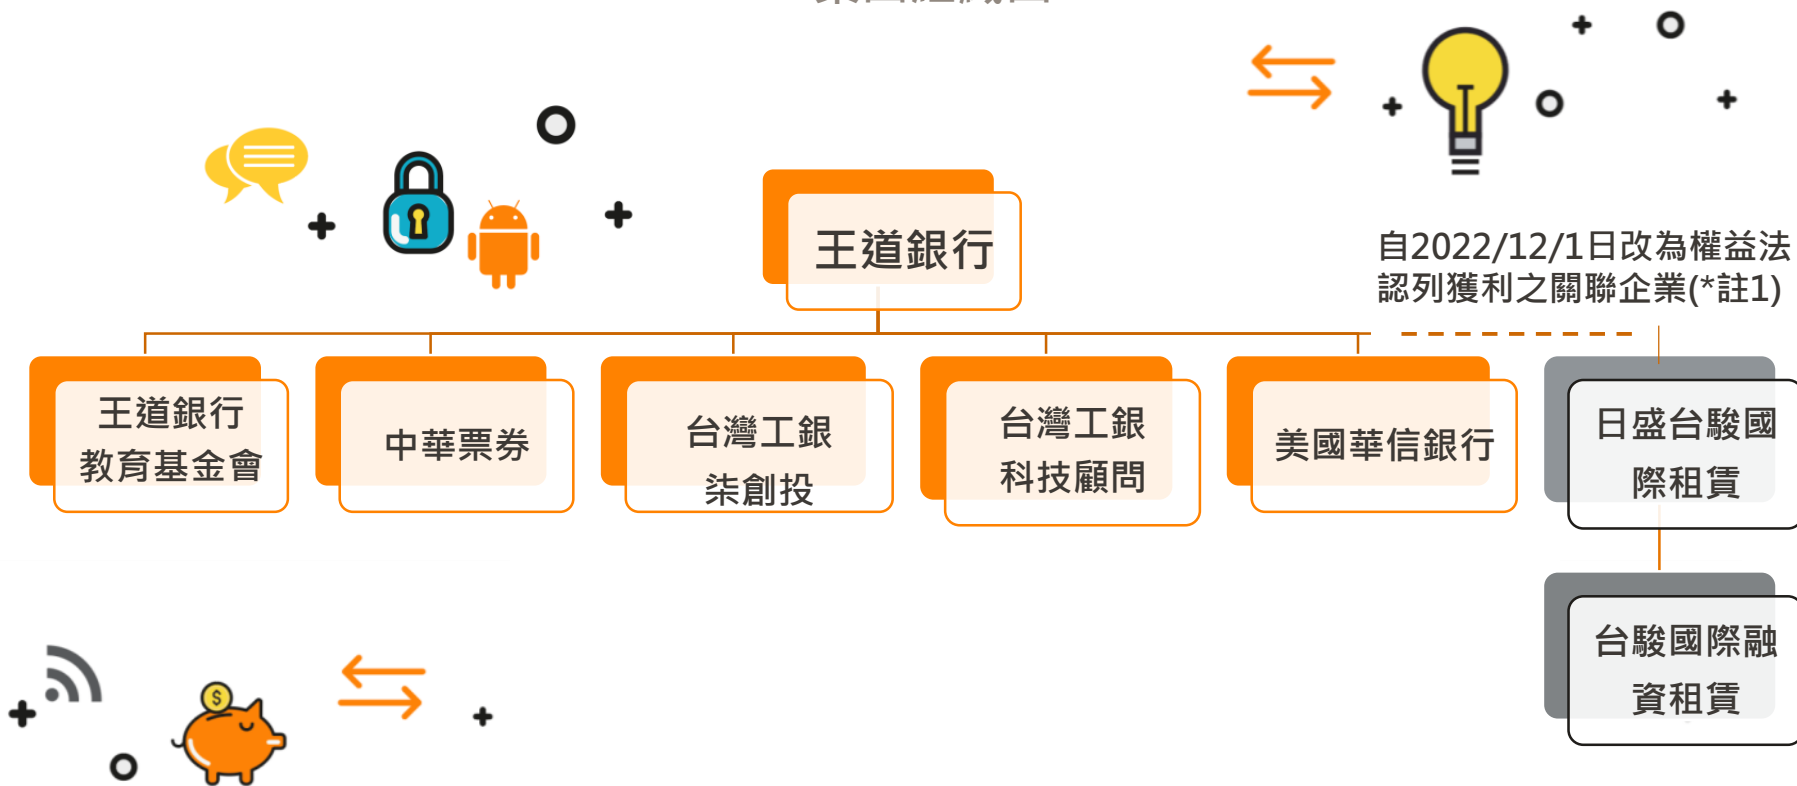 王道銀行
自2022/12/1日改為權益法
認列獲利之關聯企業(*註1)
王道銀行
教育基金會
中華票券
台灣工銀
柒創投
台灣工銀
科技顧問
美國華信銀行
日盛台駿國
際租賃
台駿國際融
資租賃